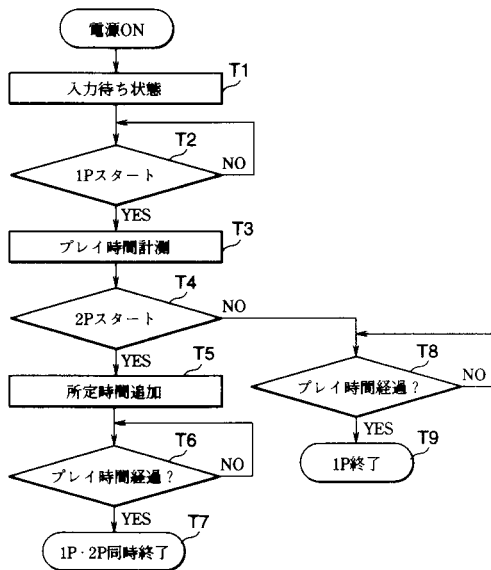 電源ON
T1
入力待ち状態
T2
1Pスタート
NO
YES
T3
プレイ時間計測
T4
2Pスタート
NO
YES
T5
所定時間追加
T6
プレイ時間経過?
NO
YES
T7
1P・2P同時終了
T8
プレイ時間経過?
NO
YES
T9
1P終了